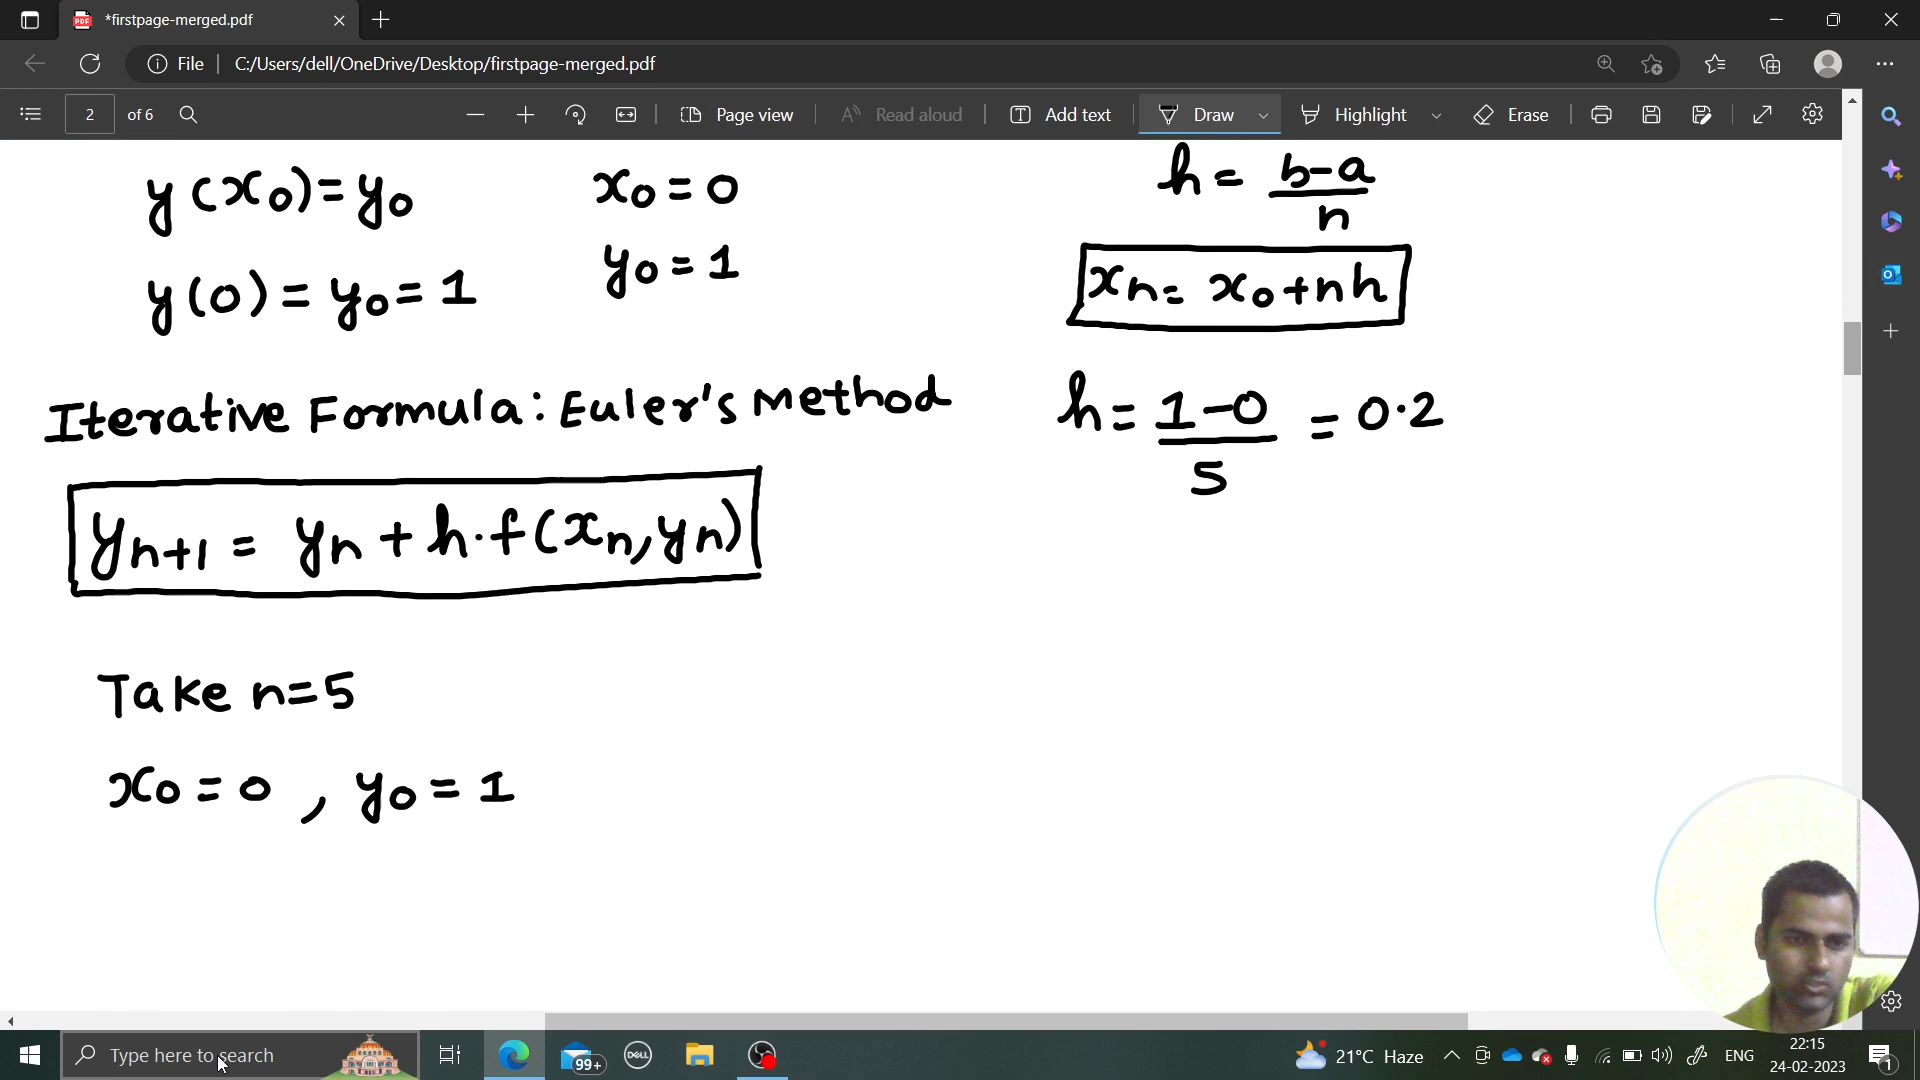 *firstpage-merged.pdf
File | C:/Users/dell/OneDrive/Desktop/firstpage-merged.pdf
2 of 6 Page view Read aloud Add text Draw Highlight Erase
y(x₀)=y₀
x₀=0
h= b-a/n
y(0)=y₀=1
y₀=1
xₙ= x₀+nh
Iterative Formula: Euler's Method
h= 1-0/5 = 0.2
yₙ₊₁ = yₙ + h·f(xₙ,yₙ)
Take n=5
x₀=0 , y₀=1
Type here to search
99+
DELL
21°C Haze
ENG
22:15
24-02-2023
1